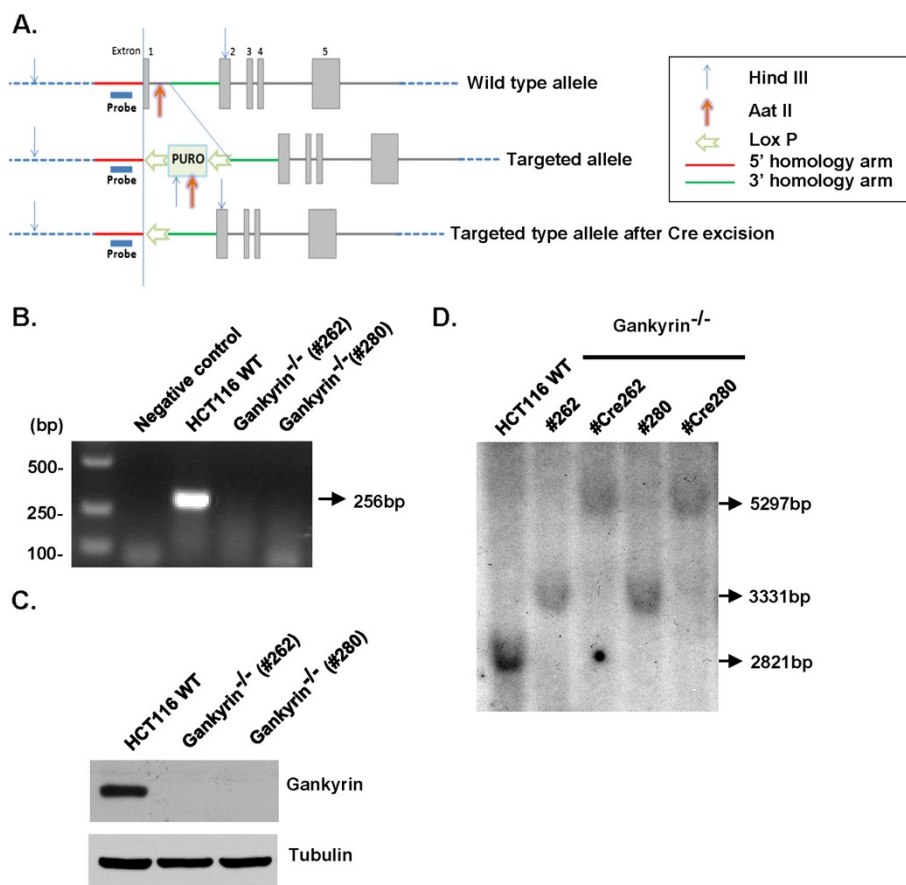 A.
Extron 1 2 3 4 5
Probe
Wild type allele
PURO
Probe
Targeted allele
Probe
Targeted type allele after Cre excision
Hind III
Aat II
Lox P
5' homology arm
3' homology arm
B.
Negative control
HCT116 WT
Gankyrin-/- (#262)
Gankyrin-/- (#280)
(bp)
500-
250-
100-
256bp
C.
HCT116 WT
Gankyrin-/- (#262)
Gankyrin-/- (#280)
Gankyrin
Tubulin
D.
Gankyrin-/-
HCT116 WT
#262
#Cre262
#280
#Cre280
5297bp
3331bp
2821bp